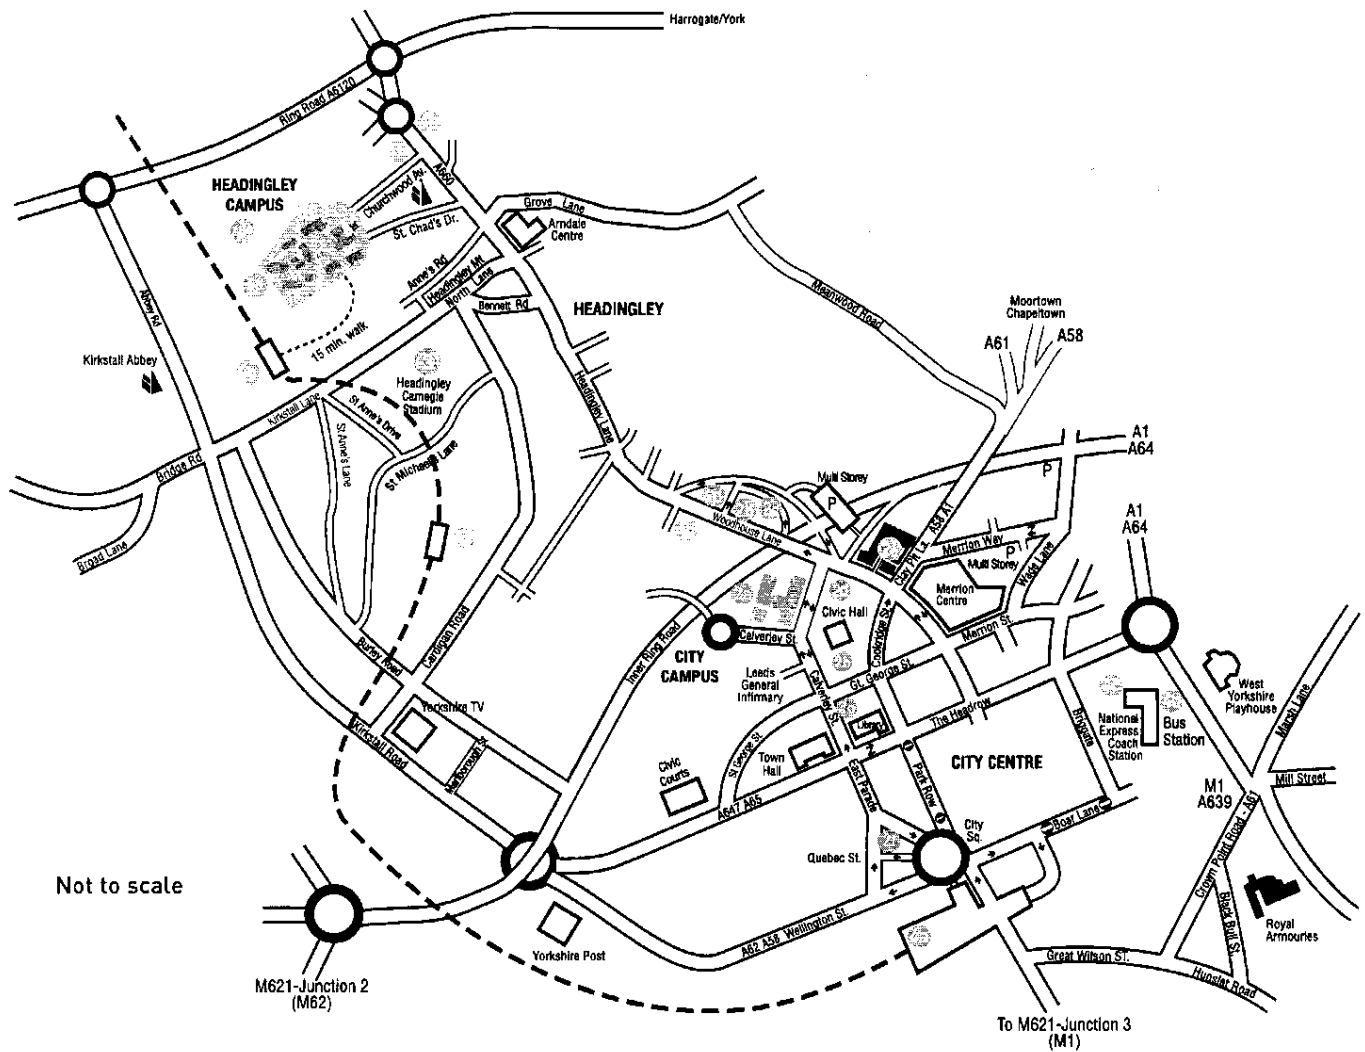 Harrogate/York
Ring Road A6120
A660
HEADINGLEY
CAMPUS
Churchwood Av.
St. Chad's Dr.
Grove Lane
Arndale
Centre
Anne's Rd
Headingley Mt
North Lane
Bennett Rd
HEADINGLEY
Abbey Rd
15 min. walk
Kirkstall Abbey
Headingley
Carnegie
Stadium
Kirkstall Lane
St Anne's Drive
St Anne's Lane
St Michael's Lane
Headingley Lane
Meanwood Road
Moortown
Chapeltown
A61
A58
A1
A64
P
Bridge Rd
Broad Lane
Multi Storey
P
Woodhouse Lane
Clay Pit La. A58 A1
Merrion Way
P
Multi Storey
Wade Lane
A1
A64
Merrion
Centre
Merrion St.
Civic Hall
Cookridge St.
Calverley St.
Inner Ring Road
CITY
CAMPUS
Leeds
General
Infirmary
Calverley St.
Gt. George St.
Burley Road
Cardigan Road
Yorkshire TV
Kirkstall Road
Marlborough St.
St George St.
Library
The Headrow
Town
Hall
Civic
Courts
A647 A65
East Parade
Park Row
CITY CENTRE
Briggate
National
Express
Coach
Station
Bus
Station
West
Yorkshire
Playhouse
Marsh Lane
Mill Street
M1
A639
City
Sq.
Boar Lane
Quebec St.
Crown Point Road - A61
Black Bull St.
Royal
Armouries
Not to scale
A62 A58 Wellington St.
Yorkshire Post
Great Wilson ST.
Hunslet Road
M621-Junction 2
(M62)
To M621-Junction 3
(M1)